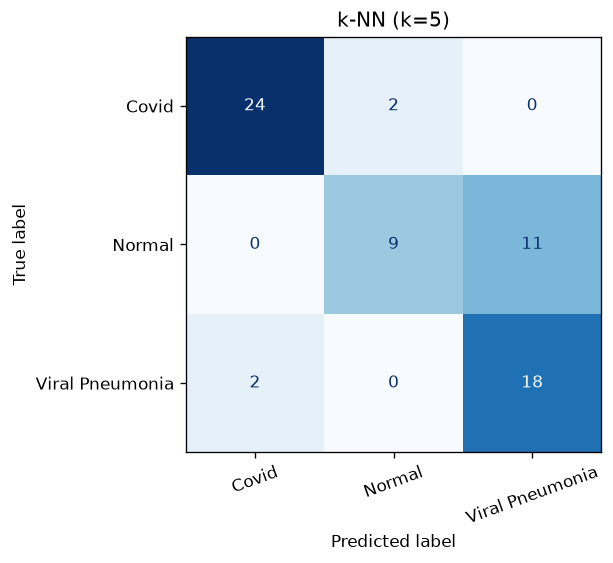 k-NN (k=5)
True label
Covid 24 2 0
Normal 0 9 11
Viral Pneumonia 2 0 18
Covid Normal Viral Pneumonia
Predicted label